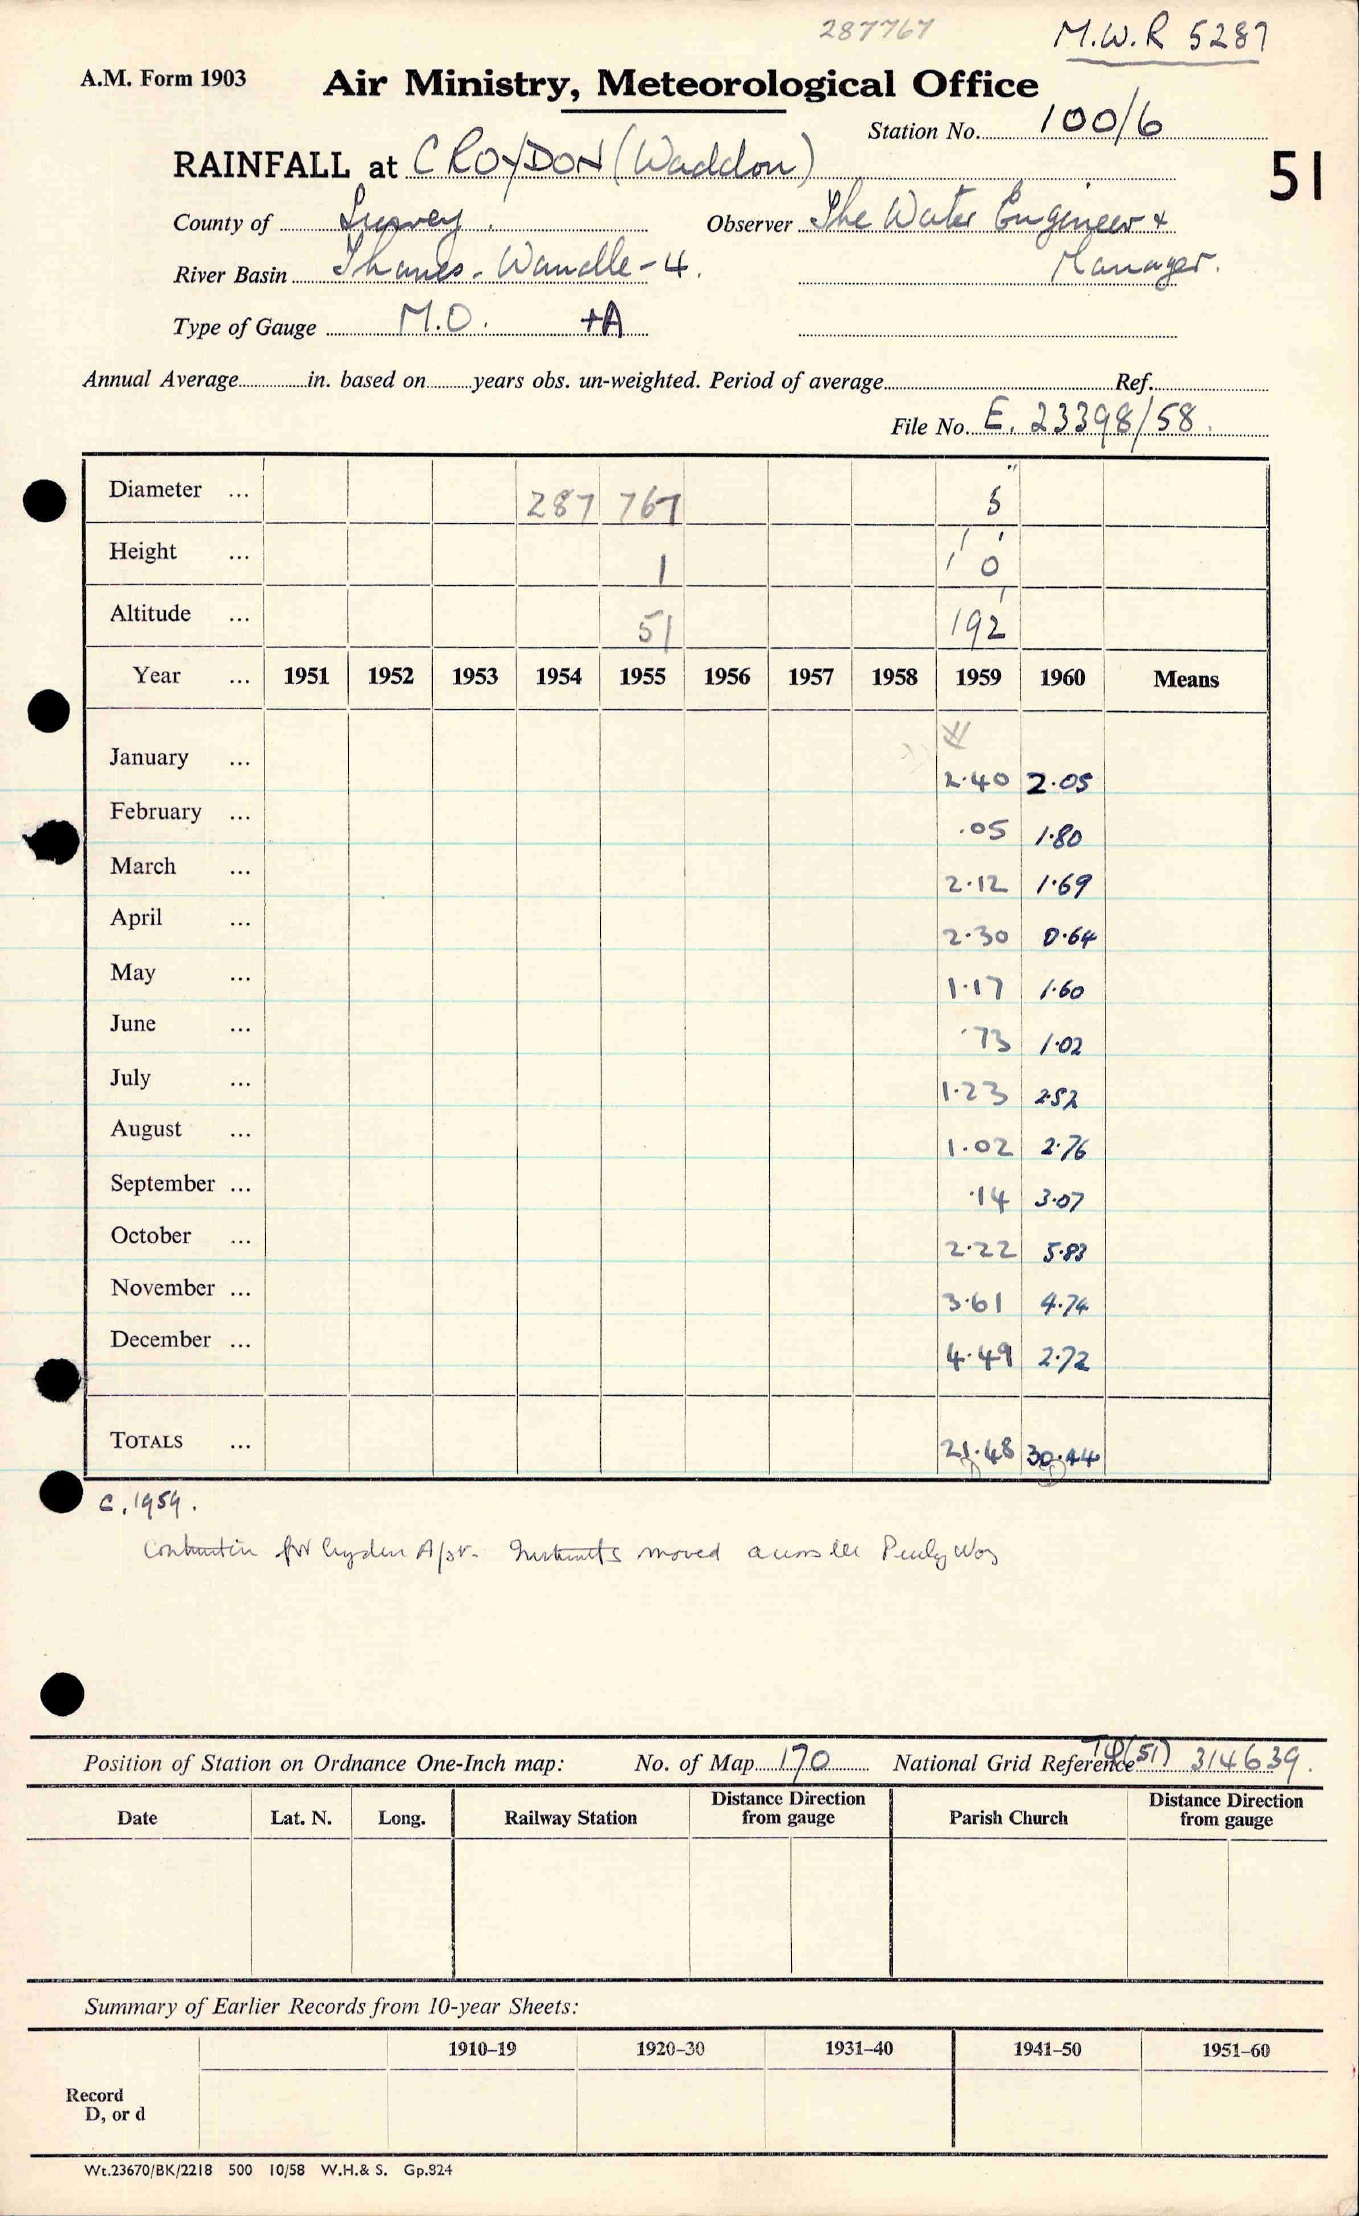 287767 M.W.R 5287
A.M. Form 1903 Air Ministry, Meteorological Office
Station No. 100/6
RAINFALL at CROYDON (Waddon) 51
County of Surrey. Observer The Water Engineer &
River Basin Thames - Wandle - 4. Manager.
Type of Gauge M.O. +A
Annual Average in. based on years obs. un-weighted. Period of average Ref.
File No. E. 23398/58.
Diameter ... 287 767 5"
Height ... 1 1' 0
Altitude ... 51 192'
Year ... 1951 1952 1953 1954 1955 1956 1957 1958 1959 1960 Means
January ... 2.40 2.05
February ... .05 1.80
March ... 2.12 1.69
April ... 2.30 0.64
May ... 1.17 1.60
June ... .73 1.02
July ... 1.23 2.52
August ... 1.02 2.76
September ... .14 3.07
October ... 2.22 5.83
November ... 3.61 4.74
December ... 4.49 2.72
TOTALS ... 21.48 30.44
C. 1959.
for Croydon A/pt. Instruments moved across the Purley Way
Position of Station on Ordnance One-Inch map: No. of Map 170 National Grid Reference TQ(51) 314639.
Date Lat. N. Long. Railway Station Distance Direction from gauge Parish Church Distance Direction from gauge
Summary of Earlier Records from 10-year Sheets:
1910–19 1920–30 1931–40 1941–50 1951–60
Record
D, or d
Wt.23670/BK/2218 500 10/58 W.H.& S. Gp.824